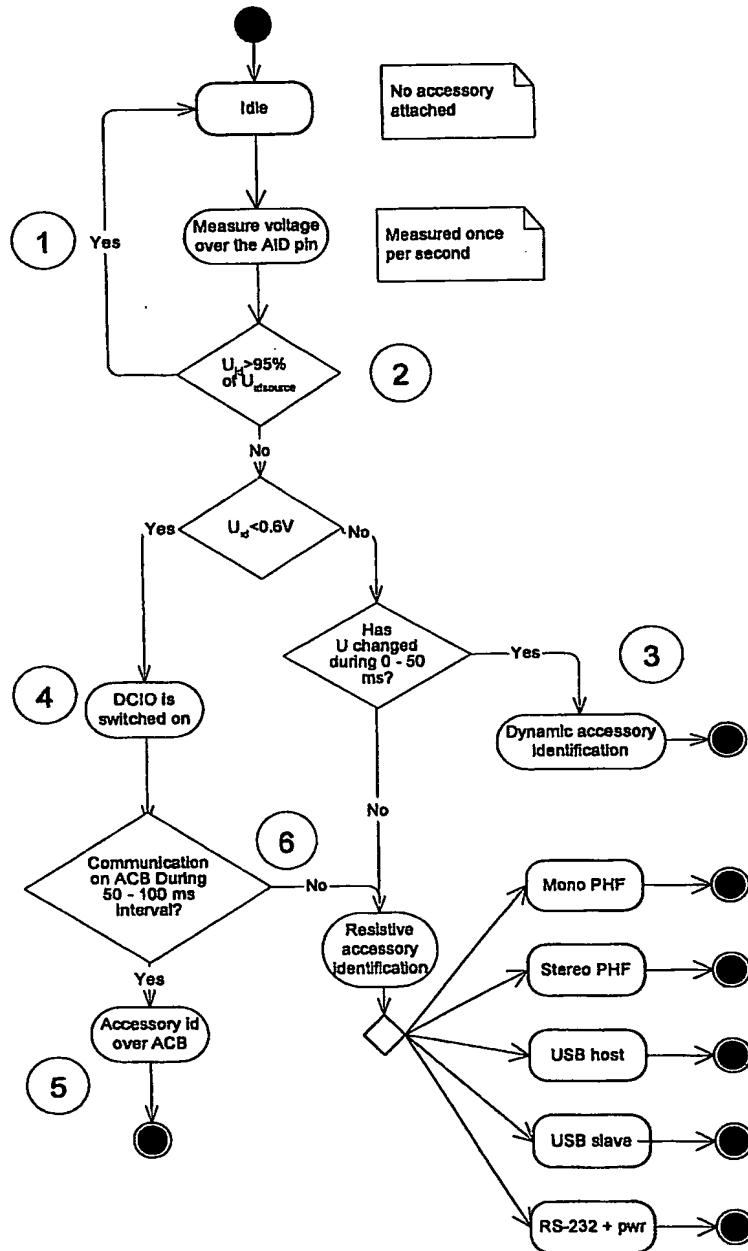 Idle
No accessory
attached
1
Yes
Measure voltage
over the AID pin
Measured once
per second
U_id>95%
of U_idsource
2
No
Yes
U_id<0.6V
No
Has
U changed
during 0 - 50
ms?
Yes
3
4
DCIO is
switched on
Dynamic accessory
identification
No
6
Communication
on ACB During
50 - 100 ms
Interval?
No
Mono PHF
Resistive
accessory
identification
Stereo PHF
Yes
Accessory id
over ACB
USB host
5
USB slave
RS-232 + pwr